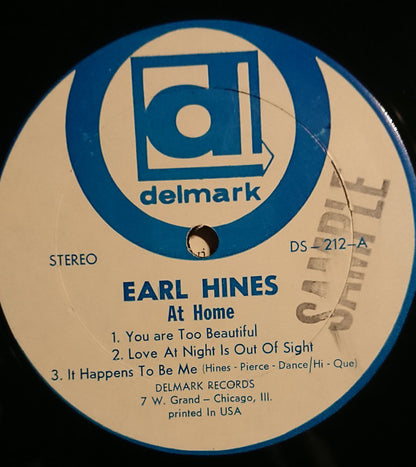 d
delmark
STEREO
DS-212-A
SAMPLE
SAMPLE
EARL HINES
At Home
1. You are Too Beautiful
2. Love At Night Is Out Of Sight
3. It Happens To Be Me (Hines - Pierce - Dance/Hi - Que)
DELMARK RECORDS
7 W. Grand - Chicago, Ill.
printed in USA